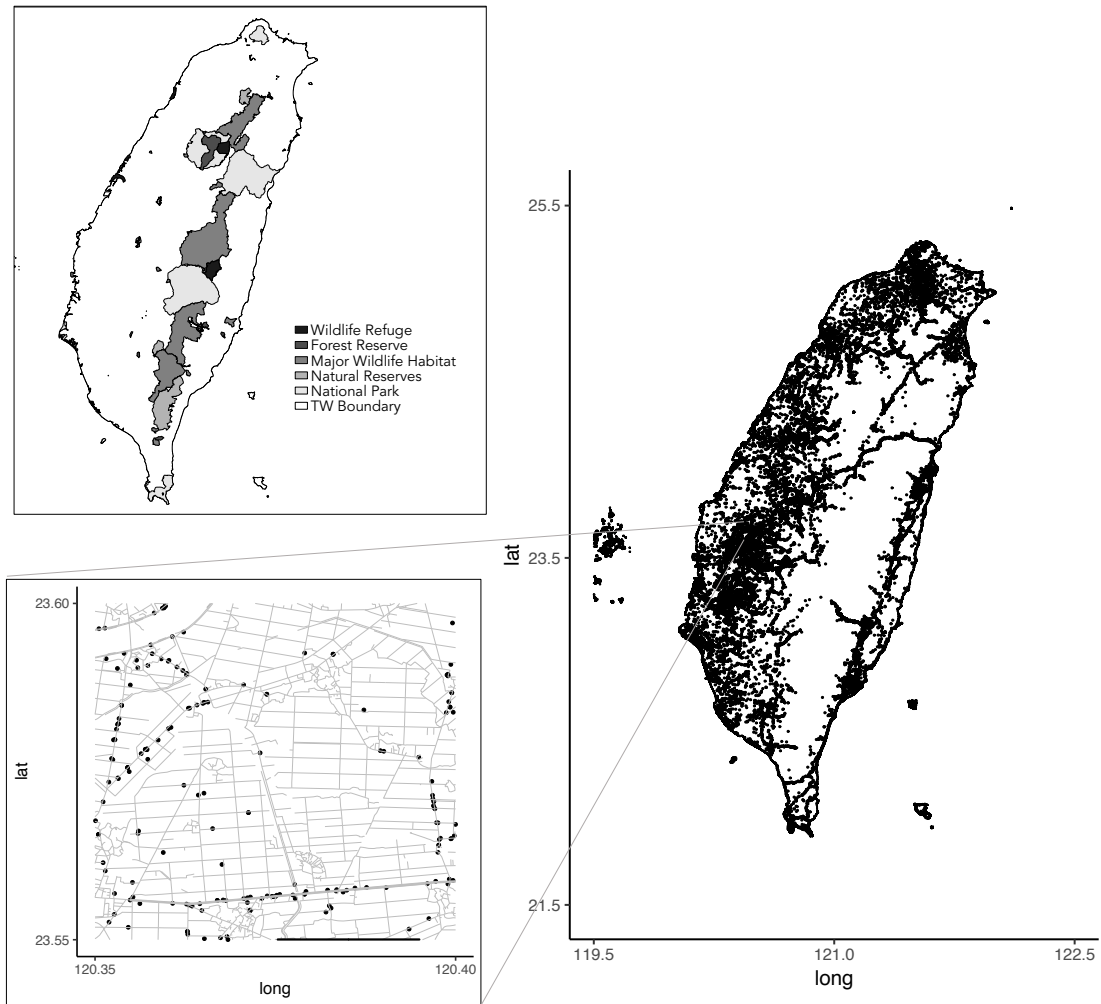 Wildlife Refuge
Forest Reserve
Major Wildlife Habitat
Natural Reserves
National Park
TW Boundary
25.5
23.5
21.5
lat
119.5
121.0
122.5
long
23.60
23.55
lat
120.35
120.40
long